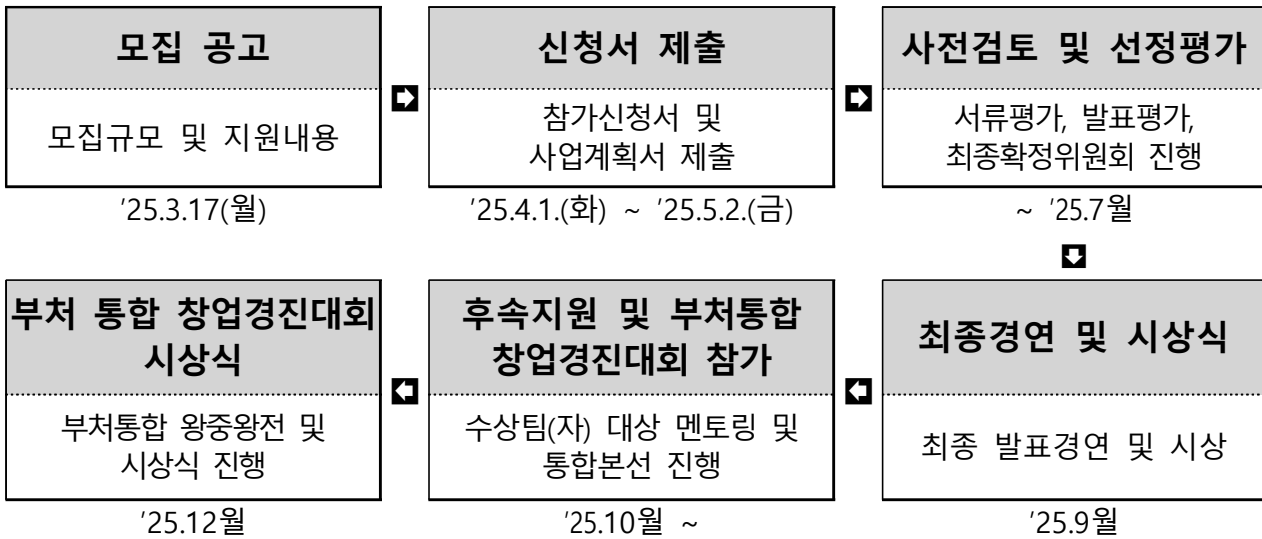 모집 공고
모집규모 및 지원내용
'25.3.17(월)
신청서 제출
참가신청서 및
사업계획서 제출
'25.4.1.(화) ~ '25.5.2.(금)
사전검토 및 선정평가
서류평가, 발표평가,
최종확정위원회 진행
~ '25.7월
최종경연 및 시상식
최종 발표경연 및 시상
'25.9월
후속지원 및 부처통합
창업경진대회 참가
수상팀(자) 대상 멘토링 및
통합본선 진행
'25.10월 ~
부처 통합 창업경진대회
시상식
부처통합 왕중왕전 및
시상식 진행
'25.12월